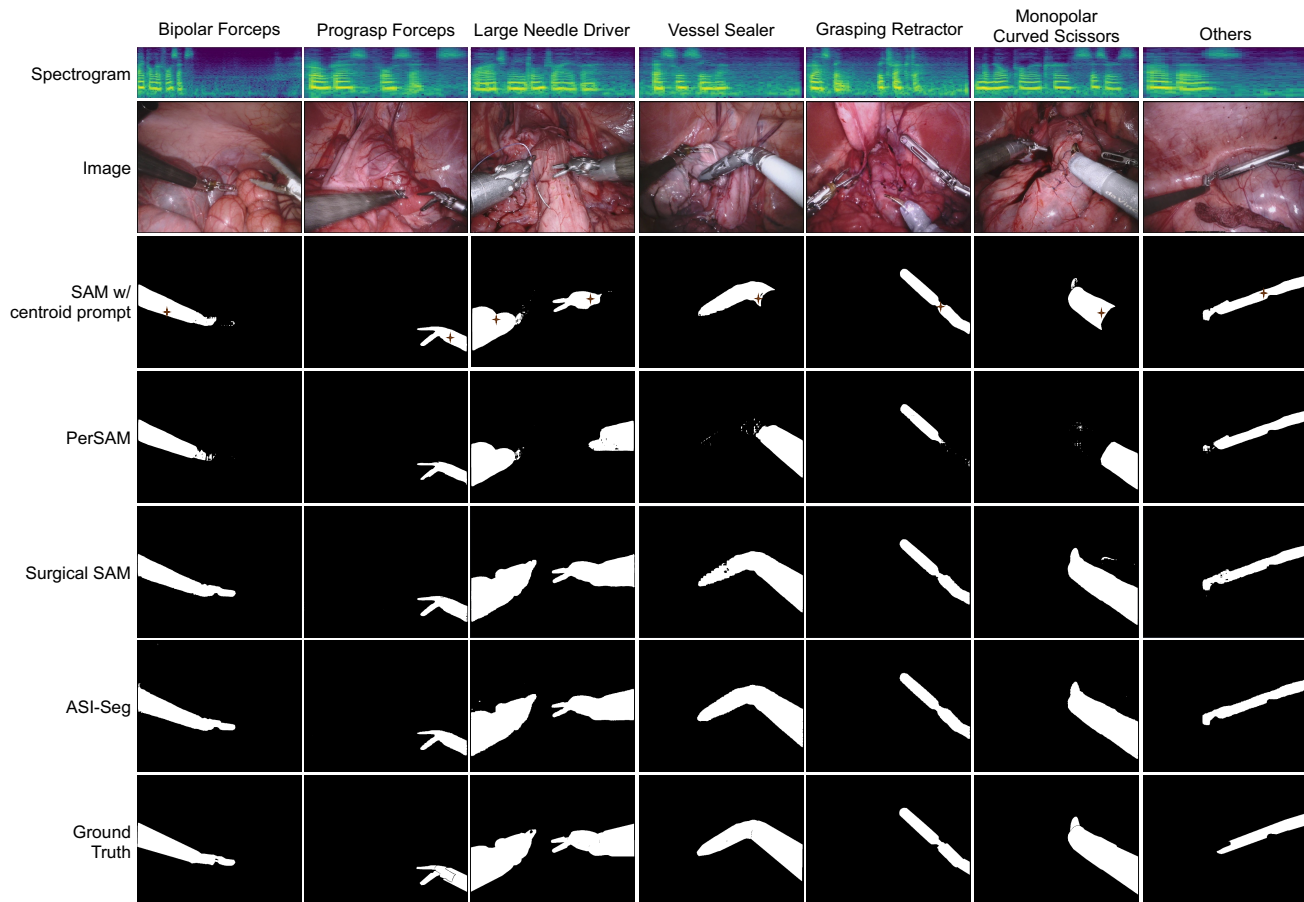 Bipolar Forceps
Prograsp Forceps
Large Needle Driver
Vessel Sealer
Grasping Retractor
Monopolar
Curved Scissors
Others
Spectrogram
Image
SAM w/
centroid prompt
PerSAM
Surgical SAM
ASI-Seg
Ground
Truth